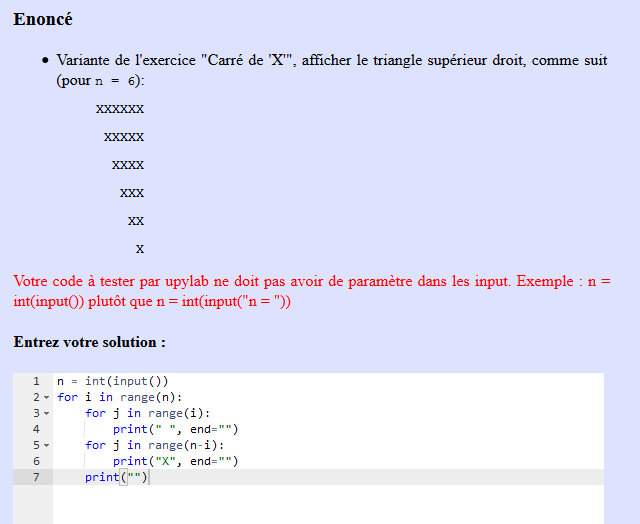 Enoncé
• Variante de l'exercice "Carré de 'X'", afficher le triangle supérieur droit, comme suit
(pour n = 6):
XXXXXX
XXXXX
XXXX
XXX
XX
X
Votre code à tester par upylab ne doit pas avoir de paramètre dans les input. Exemple : n =
int(input()) plutôt que n = int(input("n = "))
Entrez votre solution :
1 n = int(input())
2 for i in range(n):
3     for j in range(i):
4         print(" ", end="")
5     for j in range(n-i):
6         print("X", end="")
7     print("")